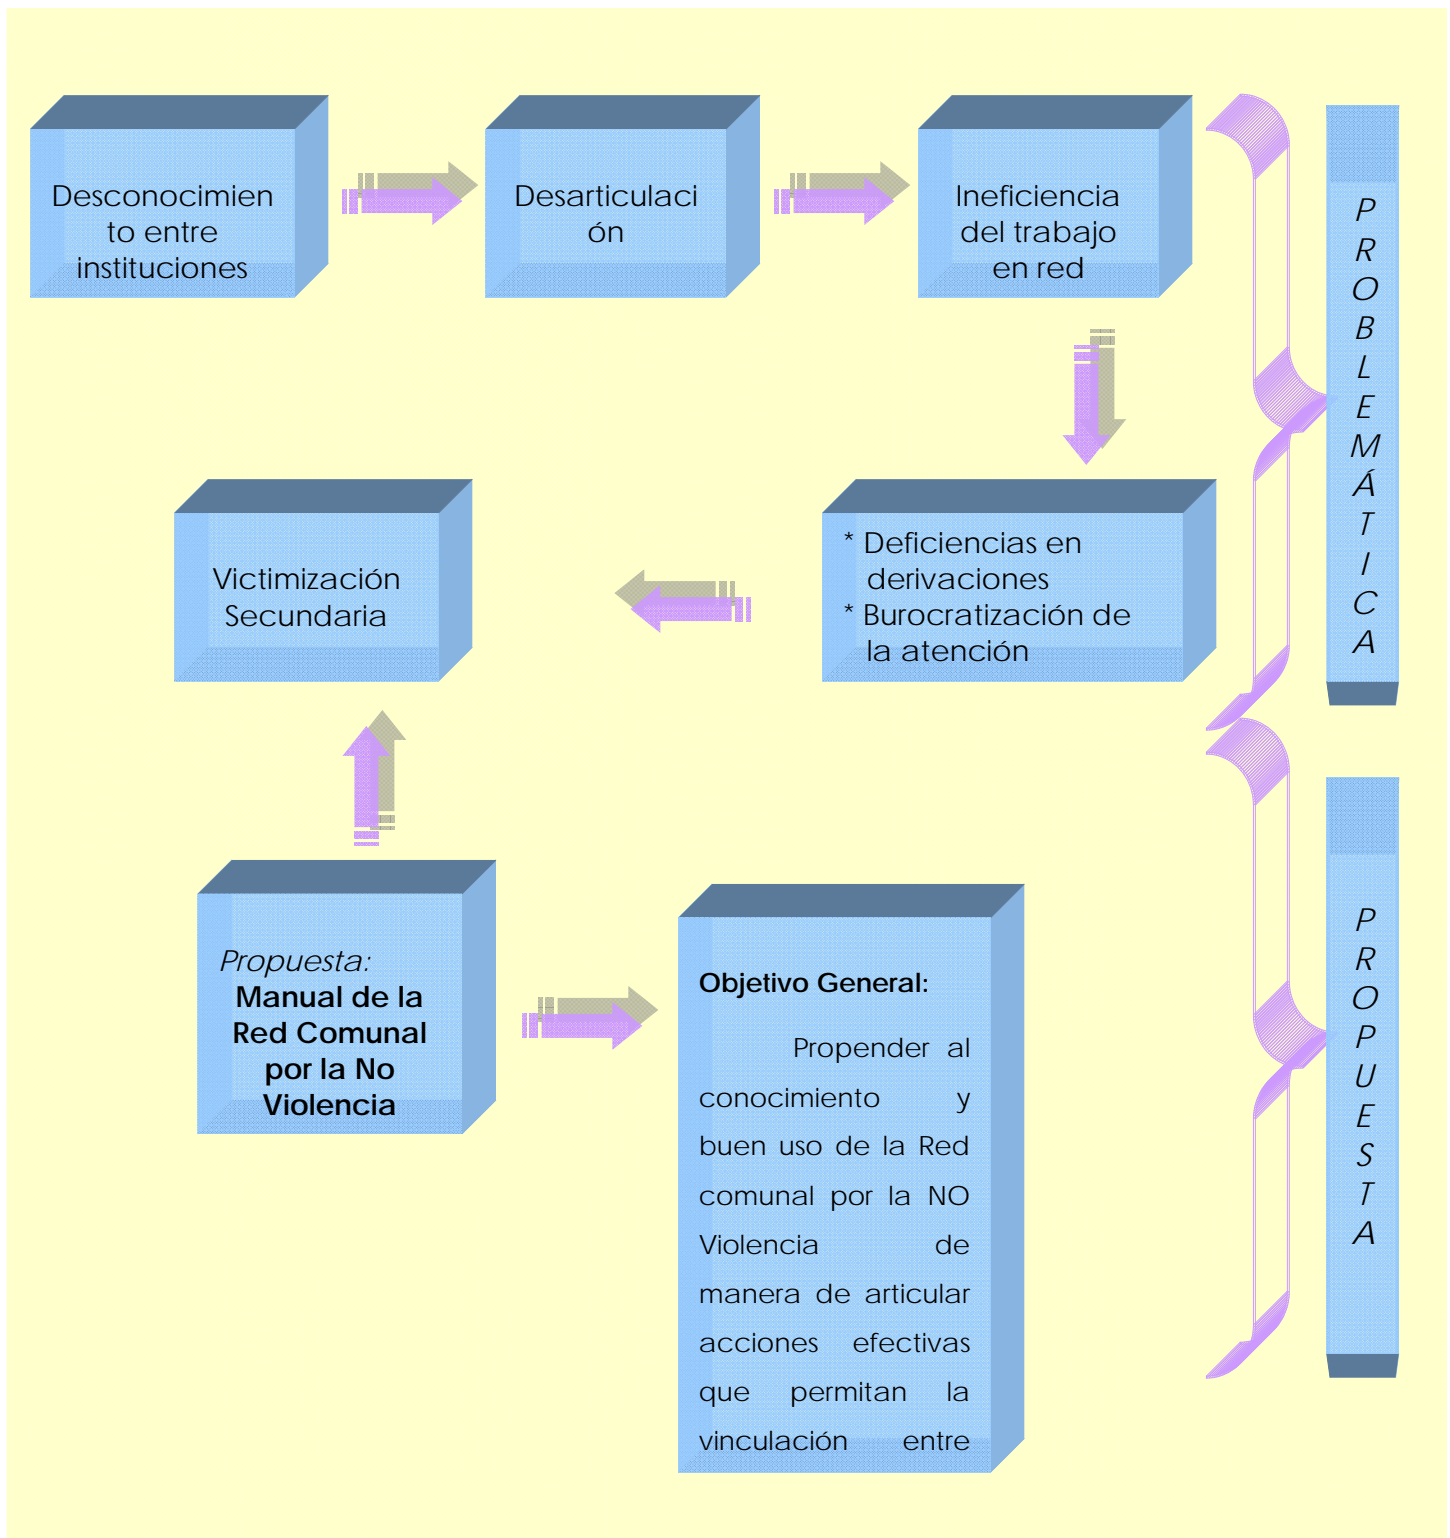 Desconocimien
to entre
instituciones
Desarticulaci
ón
Ineficiencia
del trabajo
en red
PROBLEMÁTICA
* Deficiencias en
derivaciones
* Burocratización de
la atención
Victimización
Secundaria
Propuesta:
Manual de la
Red Comunal
por la No
Violencia
Objetivo General:
Propender al
conocimiento y
buen uso de la Red
comunal por la NO
Violencia de
manera de articular
acciones efectivas
que permitan la
vinculación entre
PROPUESTA